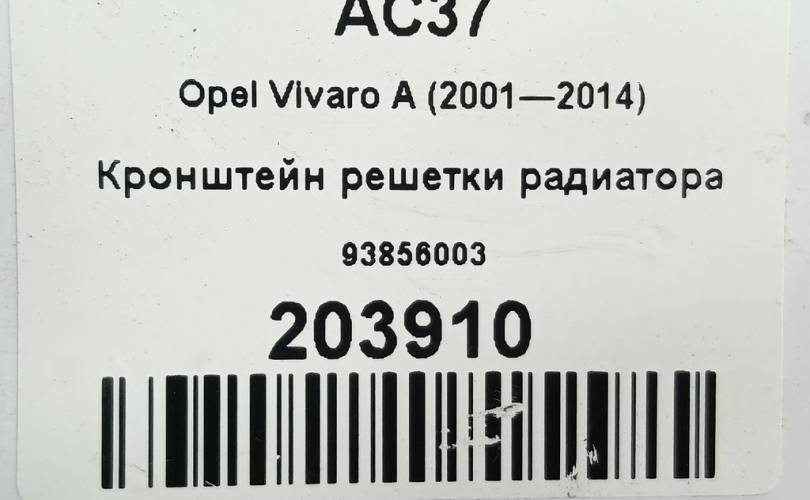 AC37
Opel Vivaro A (2001—2014)
Кронштейн решетки радиатора
93856003
203910